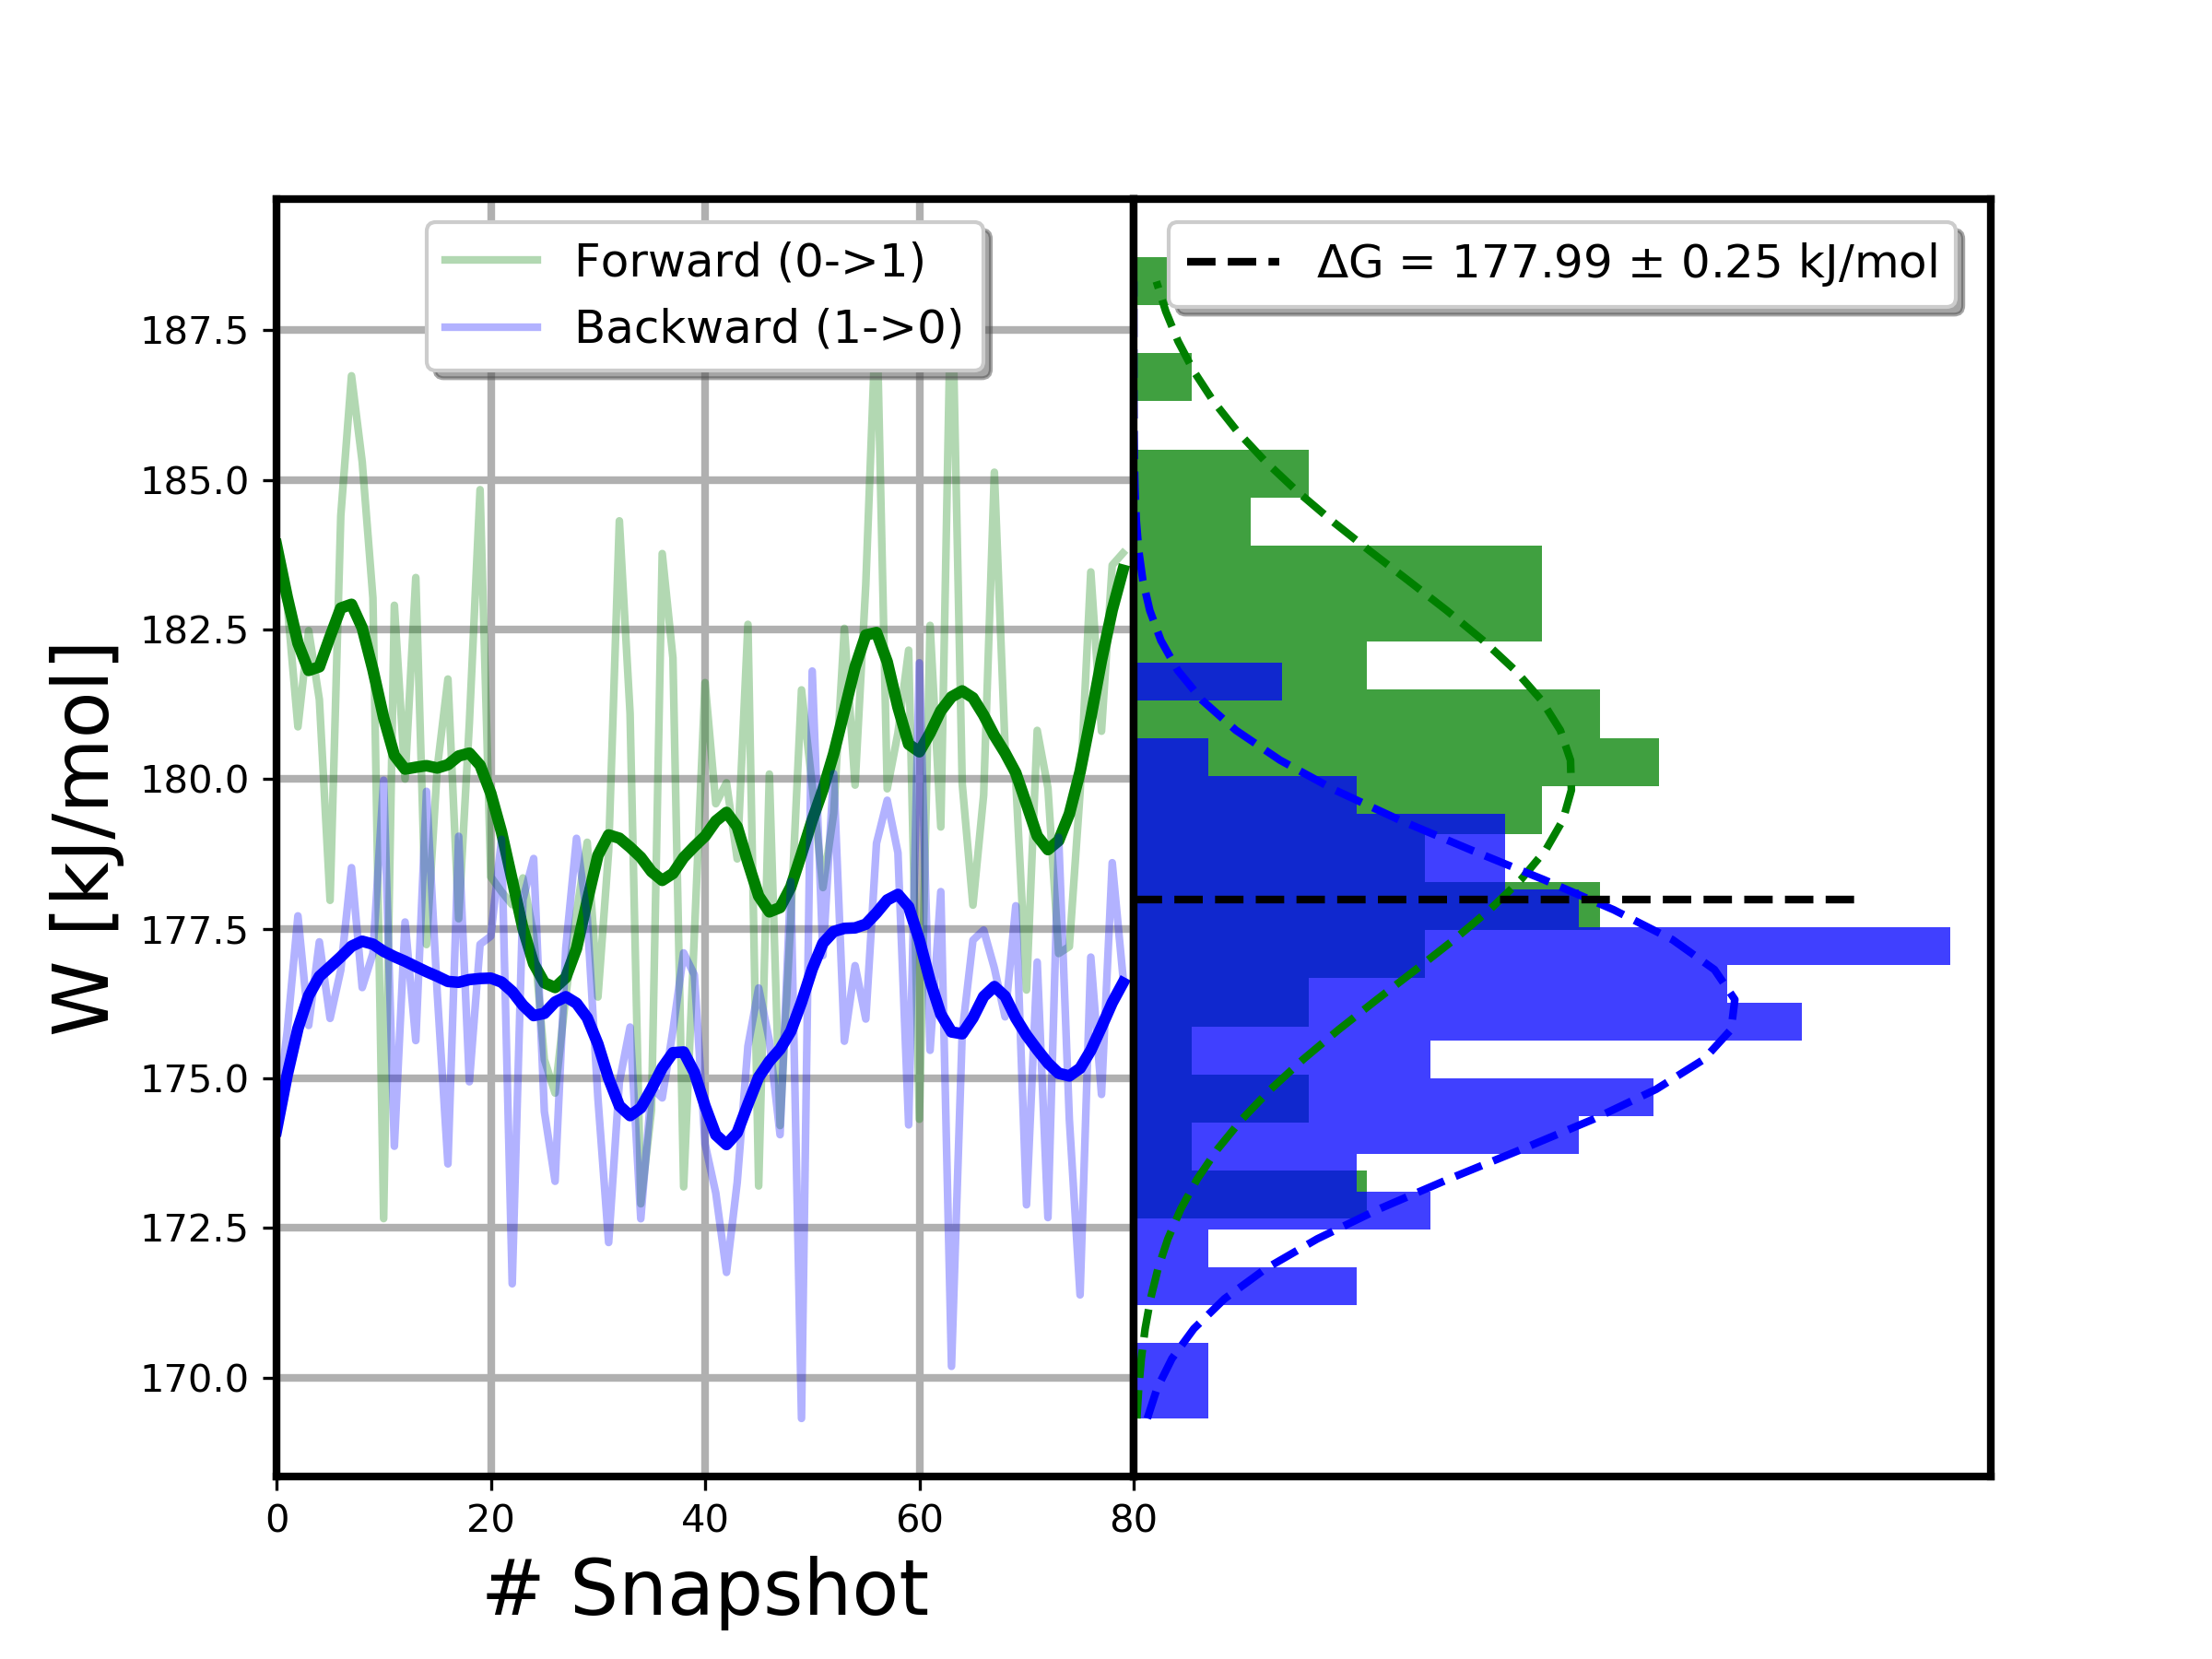 Forward (0->1)
Backward (1->0)
ΔG = 177.99 ± 0.25 kJ/mol
W [kJ/mol]
187.5
185.0
182.5
180.0
177.5
175.0
172.5
170.0
0 20 40 60 80
# Snapshot